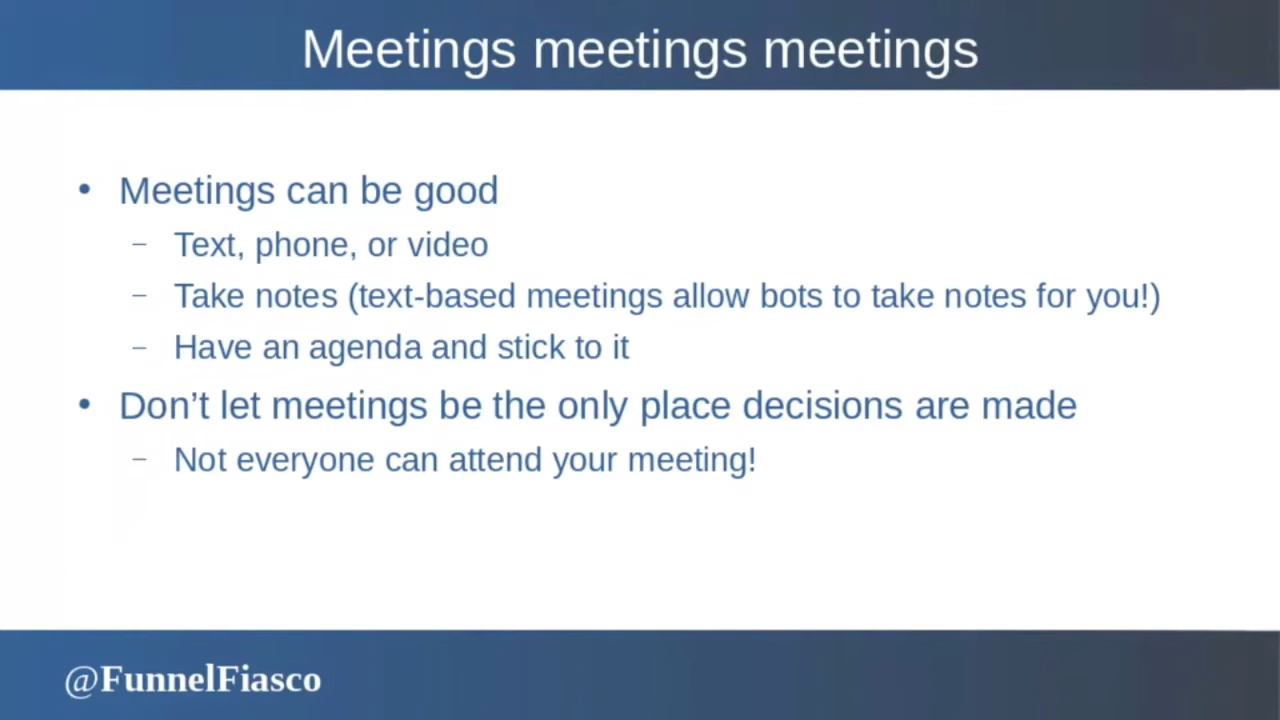 Meetings meetings meetings
• Meetings can be good
– Text, phone, or video
– Take notes (text-based meetings allow bots to take notes for you!)
– Have an agenda and stick to it
• Don’t let meetings be the only place decisions are made
– Not everyone can attend your meeting!
@FunnelFiasco